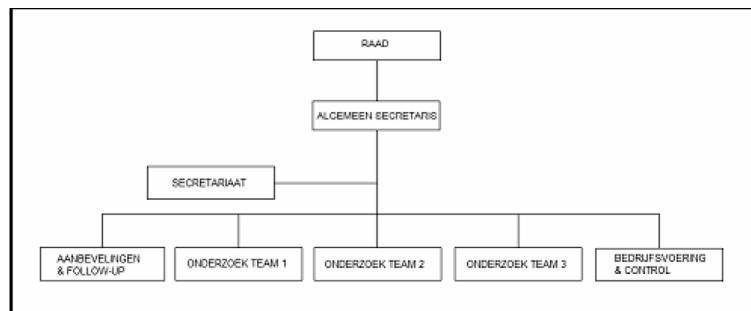 RAAD
ALGEMEEN SECRETARIS
SECRETARIAAT
AANBEVELINGEN
& FOLLOW-UP
ONDERZOEK TEAM 1
ONDERZOEK TEAM 2
ONDERZOEK TEAM 3
BEDRIJFSVOERING
& CONTROL